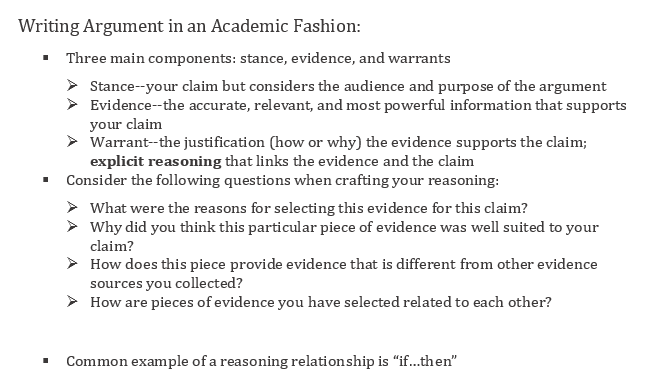 Writing Argument in an Academic Fashion:
▪ Three main components: stance, evidence, and warrants
➢ Stance--your claim but considers the audience and purpose of the argument
➢ Evidence--the accurate, relevant, and most powerful information that supports
your claim
➢ Warrant--the justification (how or why) the evidence supports the claim;
explicit reasoning that links the evidence and the claim
▪ Consider the following questions when crafting your reasoning:
➢ What were the reasons for selecting this evidence for this claim?
➢ Why did you think this particular piece of evidence was well suited to your
claim?
➢ How does this piece provide evidence that is different from other evidence
sources you collected?
➢ How are pieces of evidence you have selected related to each other?
▪ Common example of a reasoning relationship is “if…then”